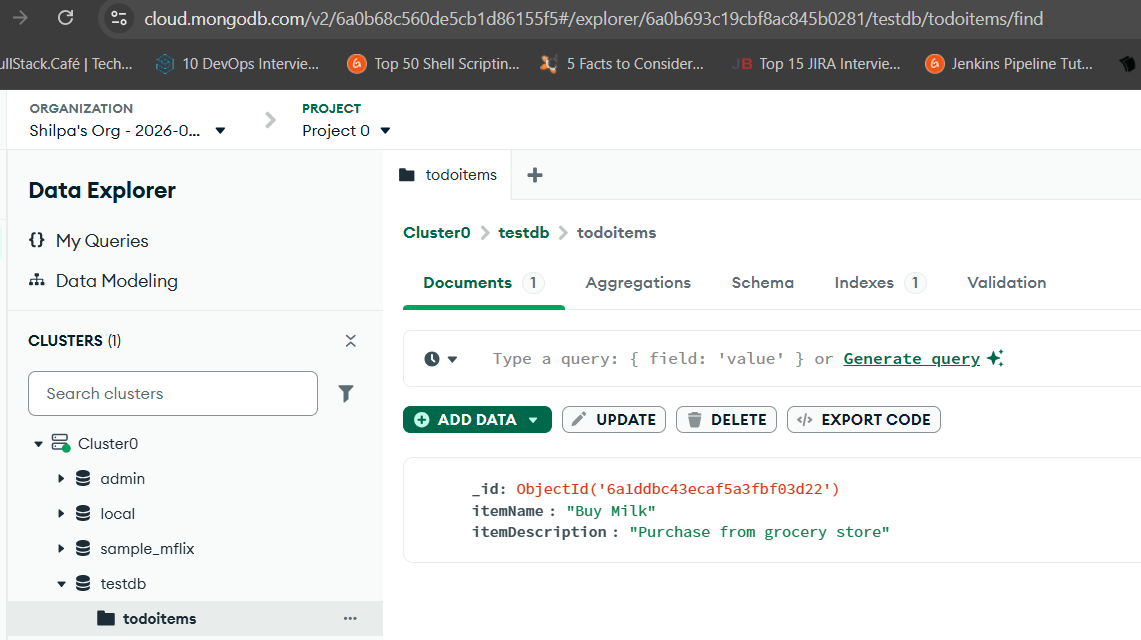 cloud.mongodb.com/v2/6a0b68c560de5cb1d86155f5#/explorer/6a0b693c19cbf8ac845b0281/testdb/todoitems/find
ullStack.Café | Tech... 10 DevOps Intervie... Top 50 Shell Scriptin... 5 Facts to Consider... JB Top 15 JIRA Intervie... Jenkins Pipeline Tut...
ORGANIZATION PROJECT
Shilpa's Org - 2026-0... Project 0
Data Explorer
My Queries
Data Modeling
CLUSTERS (1)
Search clusters
Cluster0
admin
local
sample_mflix
testdb
todoitems
todoitems
Cluster0 > testdb > todoitems
Documents 1 Aggregations Schema Indexes 1 Validation
Type a query: { field: 'value' } or Generate query
ADD DATA UPDATE DELETE EXPORT CODE
_id: ObjectId('6a1ddbc43ecaf5a3fbf03d22')
itemName : "Buy Milk"
itemDescription : "Purchase from grocery store"